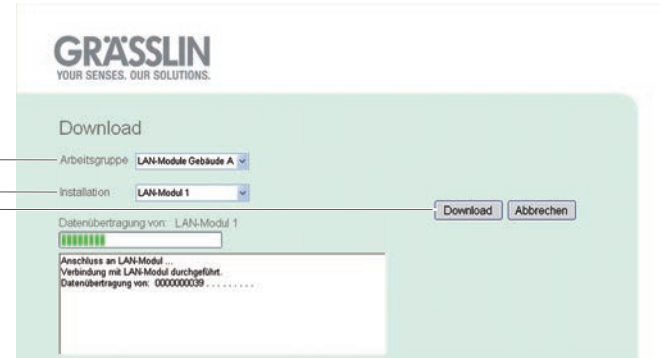 GRÄSSLIN
YOUR SENSES. OUR SOLUTIONS.
Download
Arbeitsgruppe LAN-Module Gebäude A
Installation LAN-Modul 1
Download Abbrechen
Datenübertragung von: LAN-Modul 1
Anschluss an LAN-Modul ...
Verbindung mit LAN-Modul durchgeführt.
Datenübertragung von: 0000000039 . . . . . . . . .